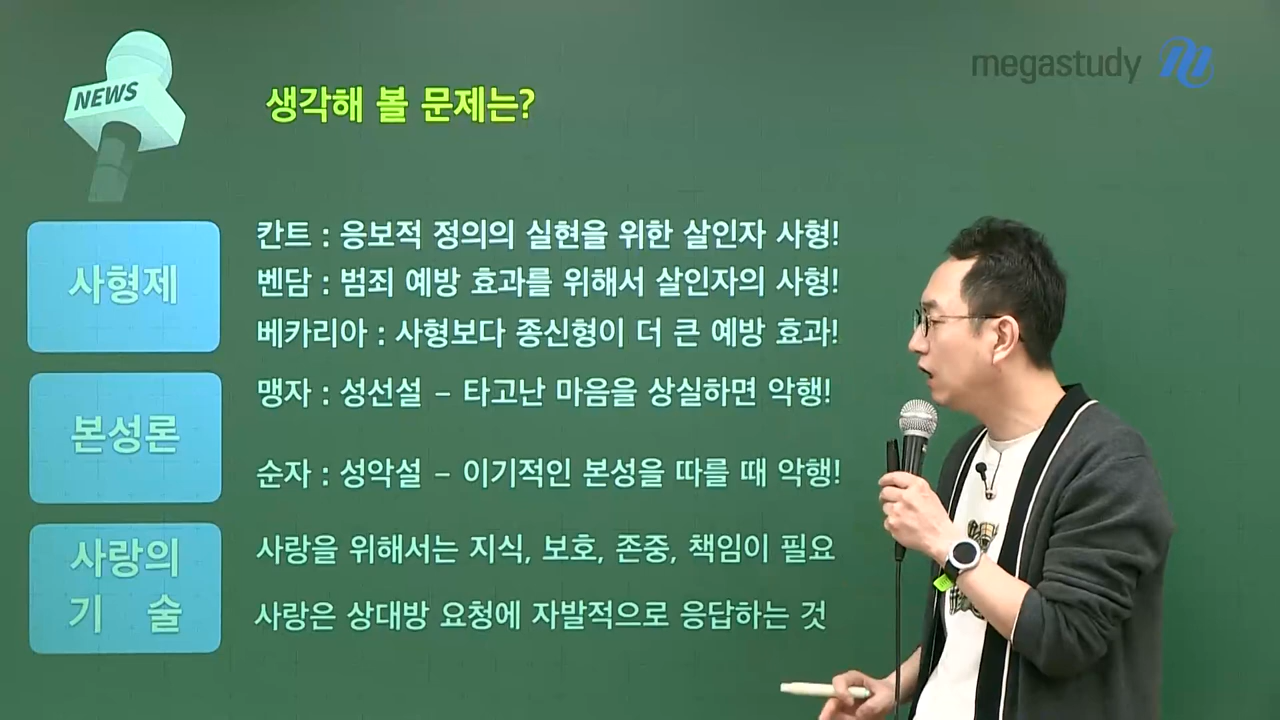 megastudy
NEWS
생각해 볼 문제는?
사형제
칸트 : 응보적 정의의 실현을 위한 살인자 사형!
벤담 : 범죄 예방 효과를 위해서 살인자의 사형!
베카리아 : 사형보다 종신형이 더 큰 예방 효과!
본성론
맹자 : 성선설 – 타고난 마음을 상실하면 악행!
순자 : 성악설 – 이기적인 본성을 따를 때 악행!
사랑의
기 술
사랑을 위해서는 지식, 보호, 존중, 책임이 필요
사랑은 상대방 요청에 자발적으로 응답하는 것